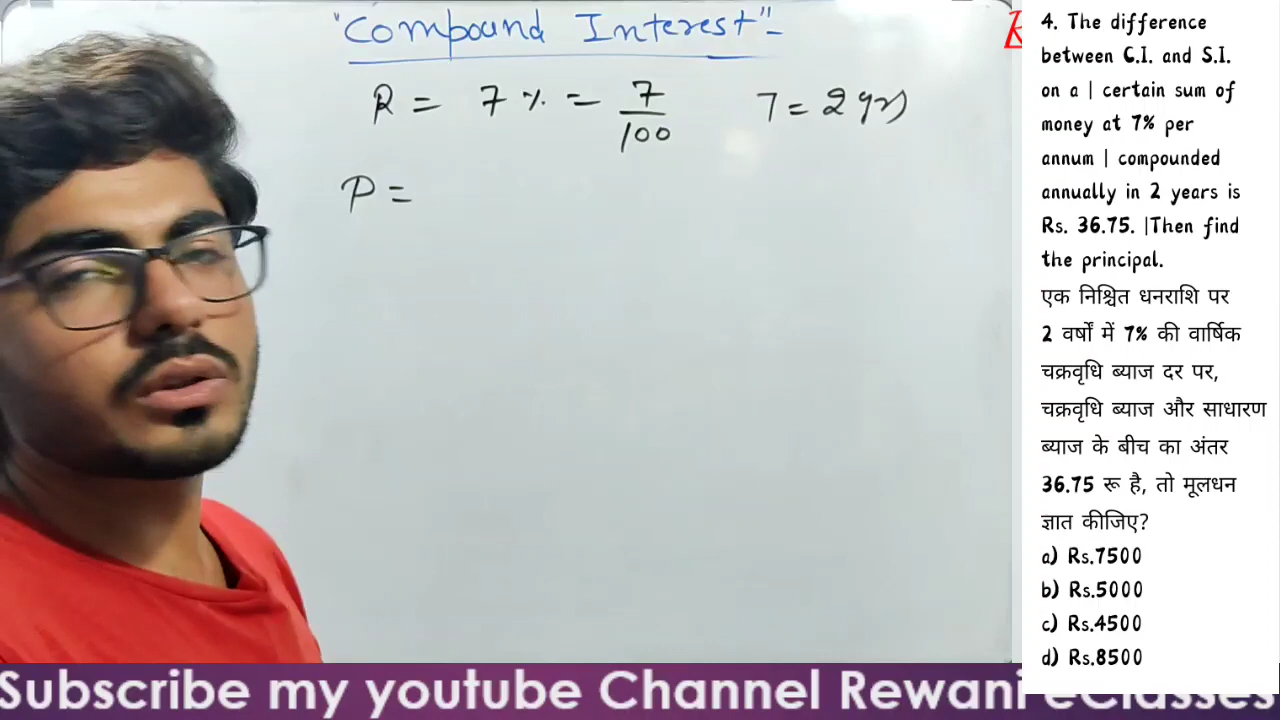 "Compound Interest"-
R = 7 % = 7/100 T = 2 yrs
P =
4. The difference
between C.I. and S.I.
on a | certain sum of
money at 7% per
annum | compounded
annually in 2 years is
Rs. 36.75. |Then find
the principal.
एक निश्चित धनराशि पर
2 वर्षों में 7% की वार्षिक
चक्रवृधि ब्याज दर पर,
चक्रवृधि ब्याज और साधारण
ब्याज के बीच का अंतर
36.75 रू है, तो मूलधन
ज्ञात कीजिए?
a) Rs.7500
b) Rs.5000
c) Rs.4500
d) Rs.8500
Subscribe my youtube Channel Rewani eClasses